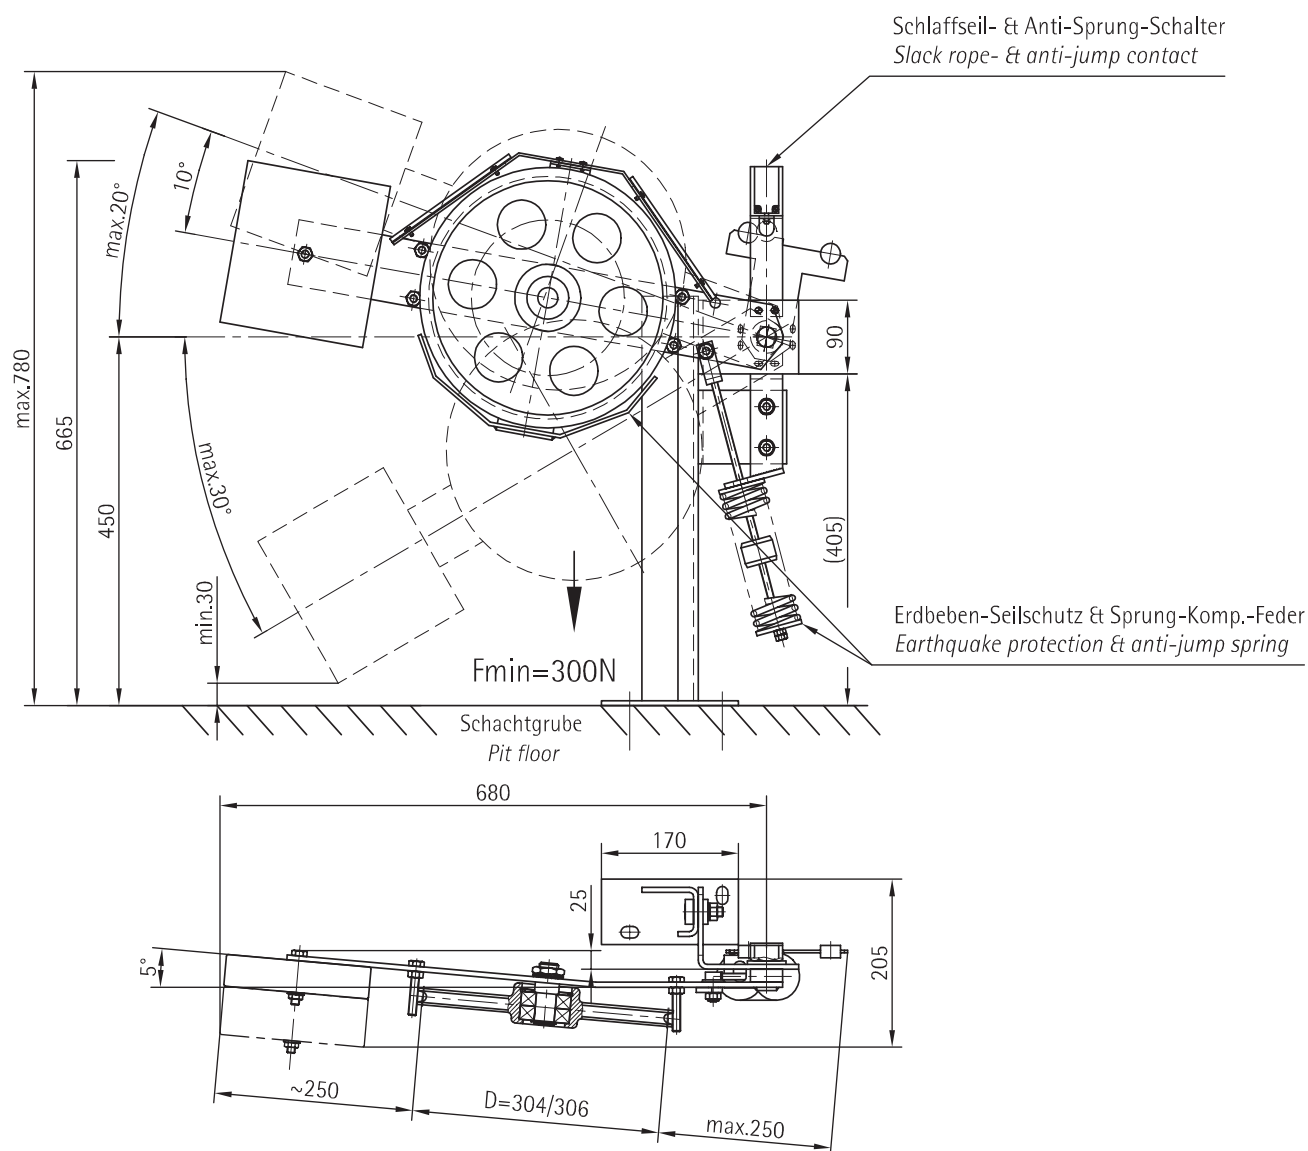 Schlaffseil- & Anti-Sprung-Schalter
Slack rope- & anti-jump contact
max.20°
10°
max.780
665
450
max.30°
min.30
90
(405)
Fmin=300N
Erdbeben-Seilschutz & Sprung-Komp.-Feder
Earthquake protection & anti-jump spring
Schachtgrube
Pit floor
680
170
25
205
5°
~250
D=304/306
max.250